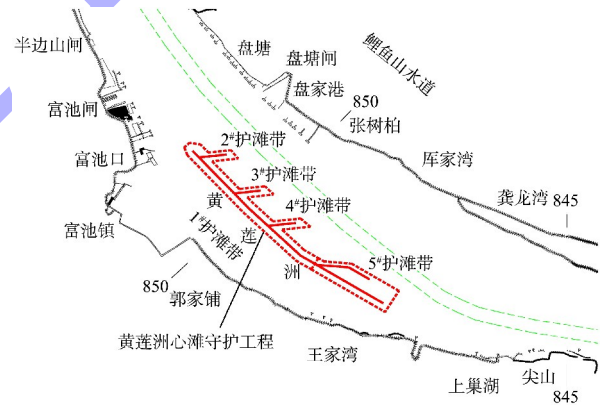 半边山闸
盘塘
盘塘闸
盘家港
鲤鱼山水道
富池闸
850
张树柏
富池口
2#护滩带
厍家湾
3#护滩带
黄
4#护滩带
龚龙湾
845
富池镇
1#护滩带
莲
洲
5#护滩带
850
郭家铺
黄莲洲心滩守护工程
王家湾
上巢湖
尖山
845